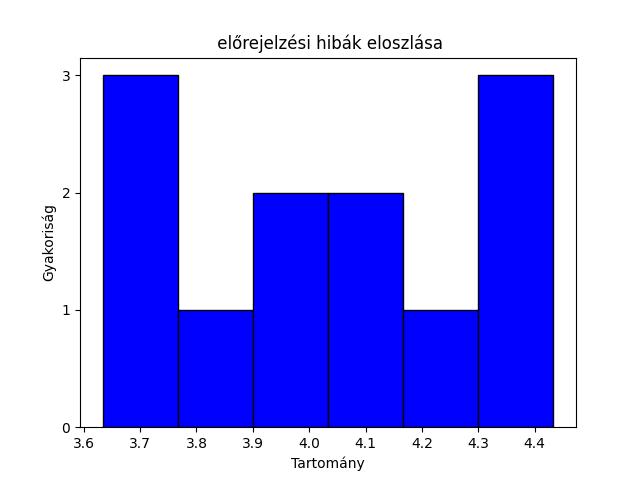 előrejelzési hibák eloszlása
3
2
1
0
Gyakoriság
3.6 3.7 3.8 3.9 4.0 4.1 4.2 4.3 4.4
Tartomány